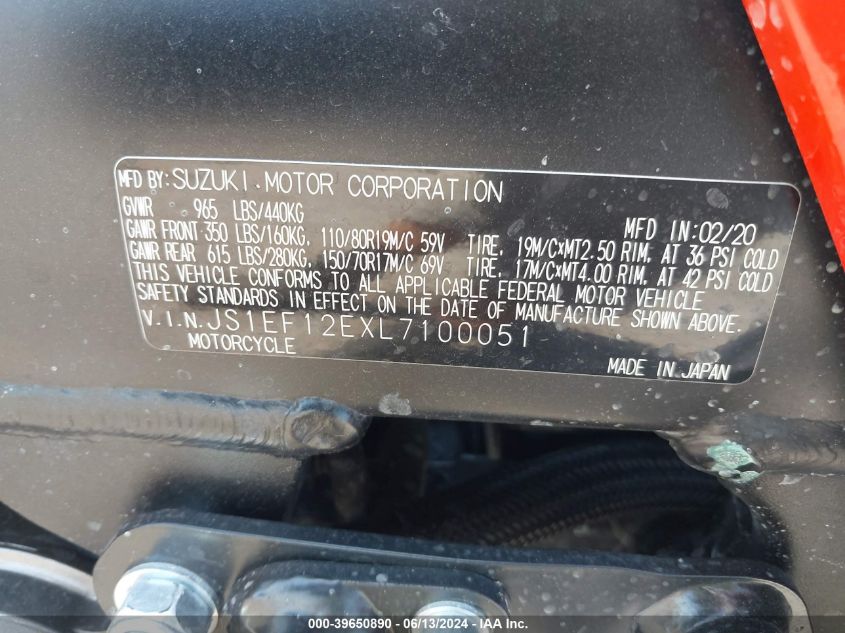 MFD BY: SUZUKI MOTOR CORPORATION
GVWR 965 LBS/440KG MFD IN:02/20
GAWR FRONT 350 LBS/160KG, 110/80R19M/C 59V TIRE, 19M/C×MT2.50 RIM, AT 36 PSI COLD
GAWR REAR 615 LBS/280KG, 150/70R17M/C 69V TIRE, 17M/C×MT4.00 RIM, AT 42 PSI COLD
THIS VEHICLE CONFORMS TO ALL APPLICABLE FEDERAL MOTOR VEHICLE
SAFETY STANDARDS IN EFFECT ON THE DATE OF MANUFACTURE SHOWN ABOVE.
V.I.N.JS1EF12EXL7100051
MOTORCYCLE MADE IN JAPAN
000-39650890 - 06/13/2024 - IAA Inc.